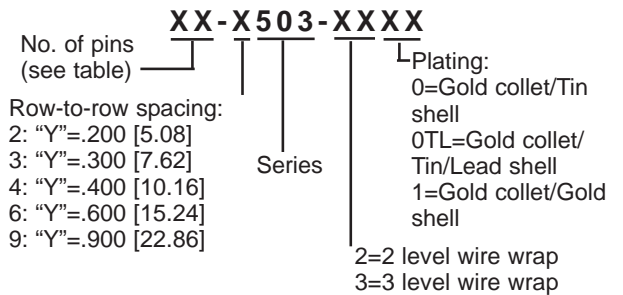 XX-X503-XXXX
No. of pins
(see table)
Row-to-row spacing:
2: “Y”=.200 [5.08]
3: “Y”=.300 [7.62]
4: “Y”=.400 [10.16]
6: “Y”=.600 [15.24]
9: “Y”=.900 [22.86]
Series
Plating:
0=Gold collet/Tin
shell
0TL=Gold collet/
Tin/Lead shell
1=Gold collet/Gold
shell
2=2 level wire wrap
3=3 level wire wrap